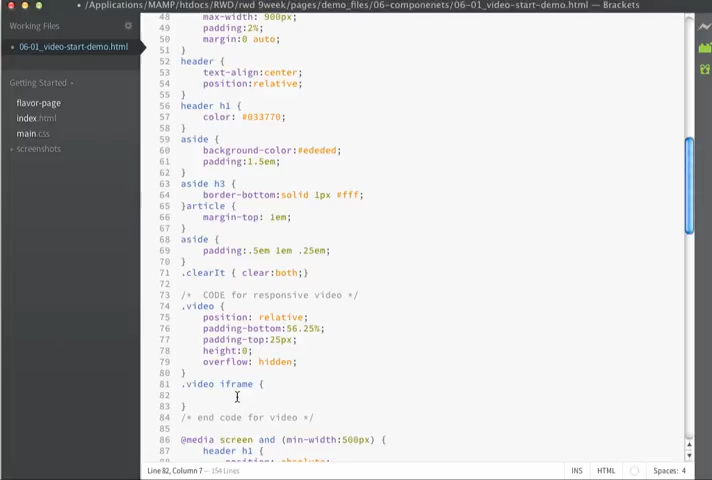 /Applications/MAMP/htdocs/RWD/rwd 9week/pages/demo_files/06-componenets/06-01_video-start-demo.html — Brackets
Working Files
06-01_video-start-demo.html
Getting Started
flavor-page
index.html
main.css
screenshots
48 max-width: 900px;
49 padding:2%;
50 margin:0 auto;
51 }
52 header {
53 text-align:center;
54 position:relative;
55 }
56 header h1 {
57 color: #033770;
58 }
59 aside {
60 background-color:#ededed;
61 padding:1.5em;
62 }
63 aside h3 {
64 border-bottom:solid 1px #fff;
65 }article {
66 margin-top: 1em;
67 }
68 aside {
69 padding:.5em 1em .25em;
70 }
71 .clearIt { clear:both;}
72
73 /* CODE for responsive video */
74 .video {
75 position: relative;
76 padding-bottom:56.25%;
77 padding-top:25px;
78 height:0;
79 overflow: hidden;
80 }
81 .video iframe {
82
83 }
84 /* end code for video */
85
86 @media screen and (min-width:500px) {
87 header h1 {
88 position: absolute;
Line 82, Column 7 — 154 Lines
INS
HTML
Spaces: 4